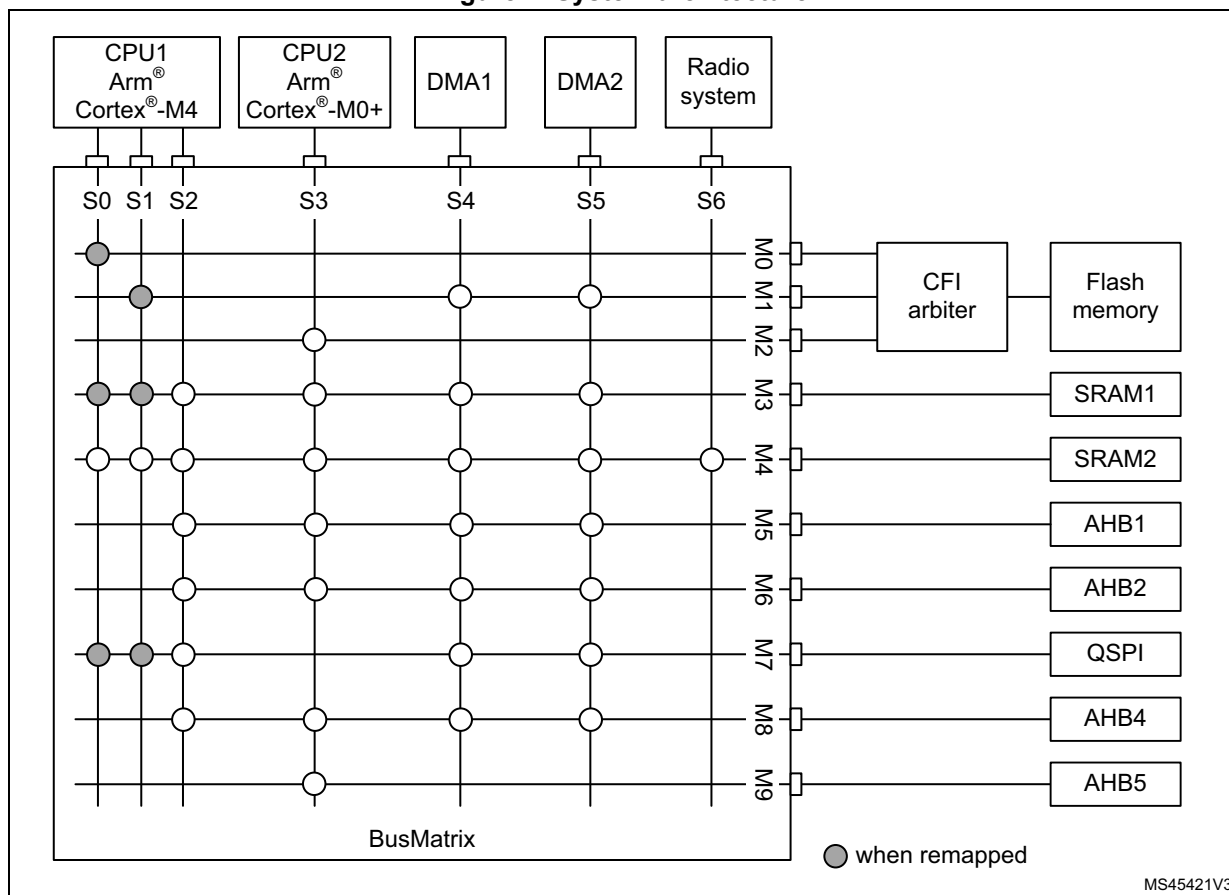 CPU1
Arm®
Cortex®-M4
CPU2
Arm®
Cortex®-M0+
DMA1
DMA2
Radio
system
S0
S1
S2
S3
S4
S5
S6
M0
M1
M2
M3
M4
M5
M6
M7
M8
M9
CFI
arbiter
Flash
memory
SRAM1
SRAM2
AHB1
AHB2
QSPI
AHB4
AHB5
BusMatrix
when remapped
MS45421V3